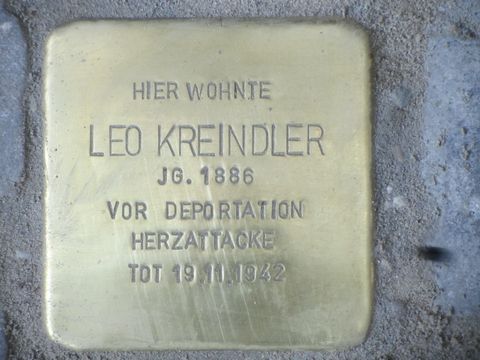 HIER WOHNTE
LEO KREINDLER
JG. 1886
VOR DEPORTATION
HERZATTACKE
TOT 19.11.1942